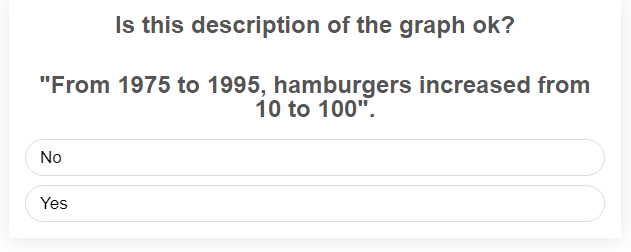 Is this description of the graph ok?
"From 1975 to 1995, hamburgers increased from
10 to 100".
No
Yes